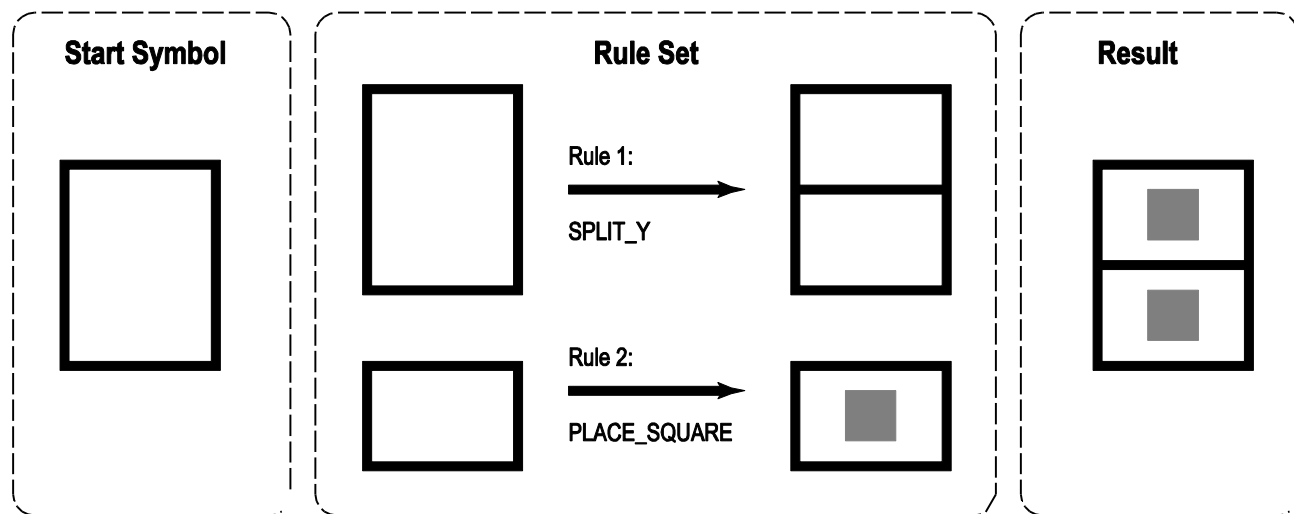 Start Symbol
Rule Set
Result
Rule 1:
SPLIT_Y
Rule 2:
PLACE_SQUARE